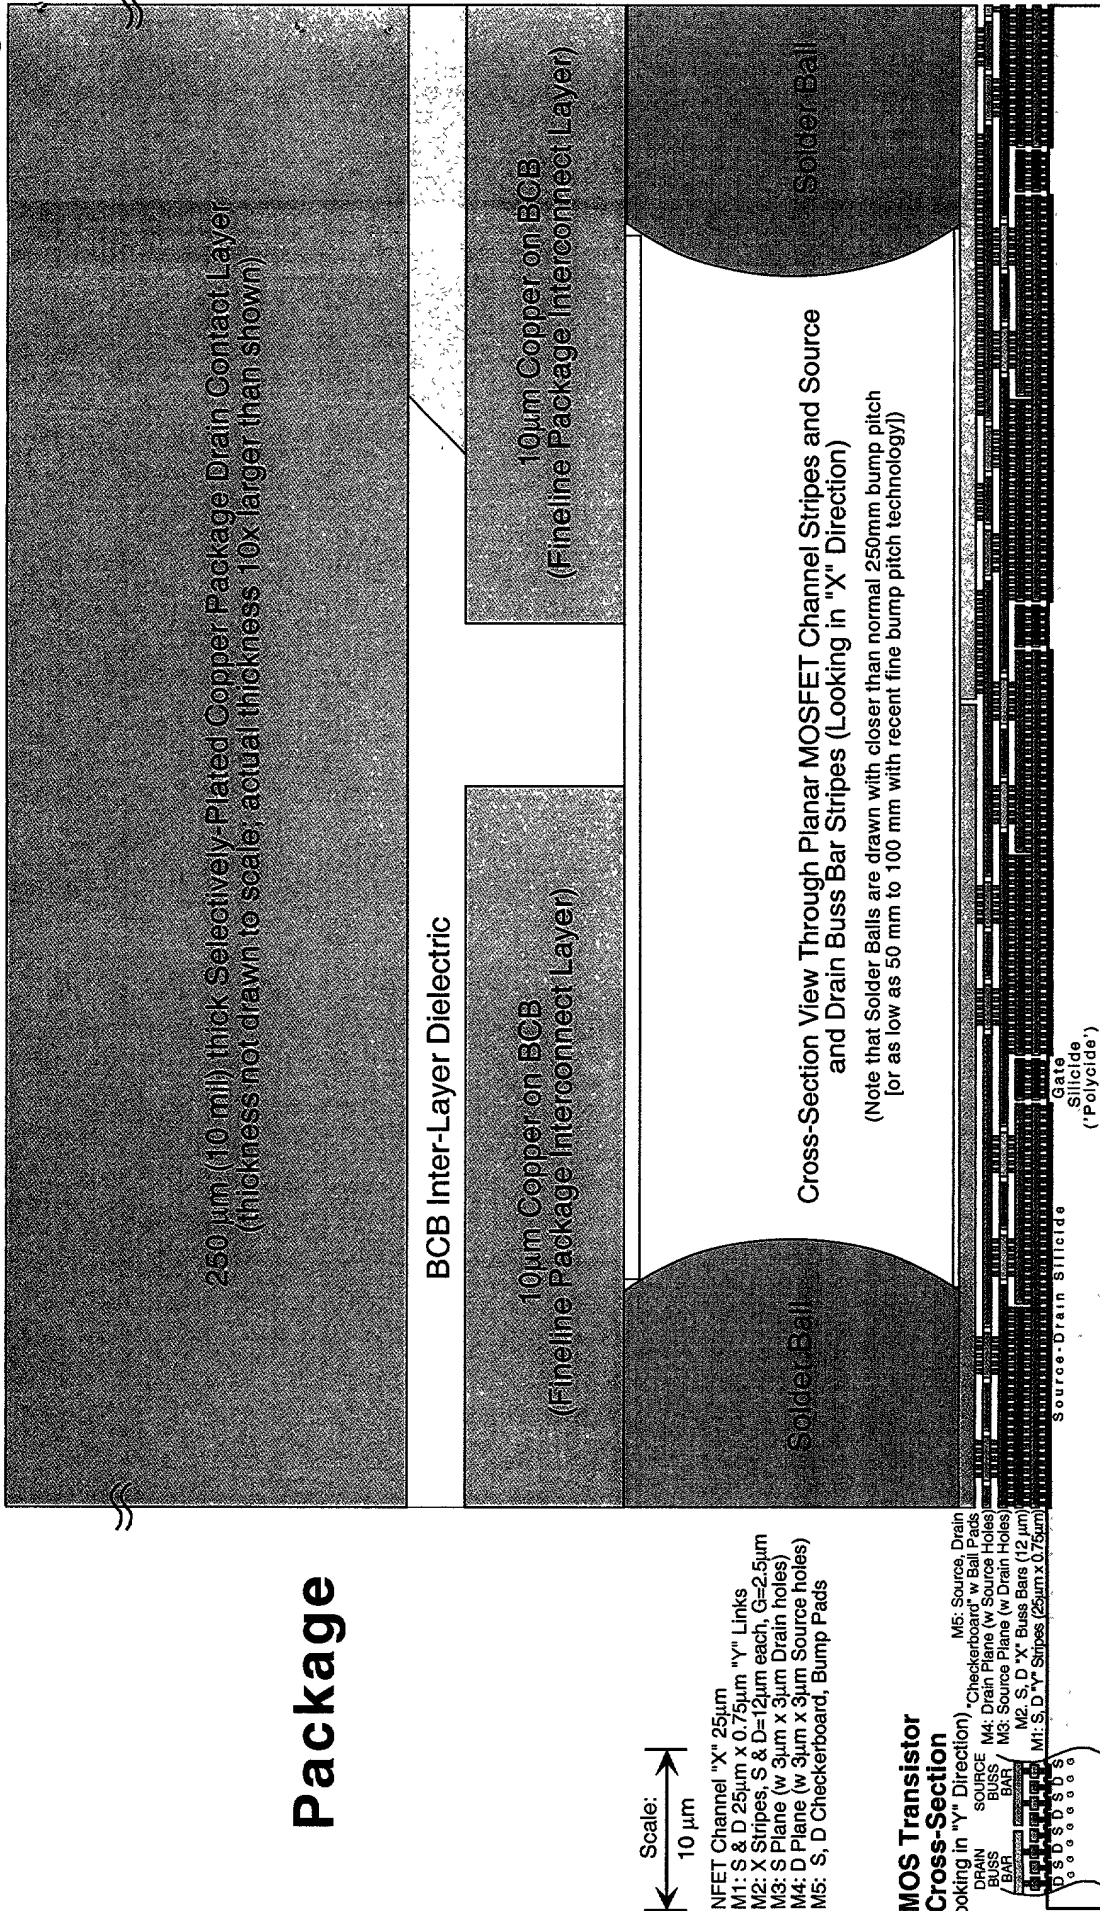 Package
250 µm (10 mil) thick Selectively-Plated Copper Package Drain Contact Layer
(thickness not drawn to scale; actual thickness 10x larger than shown)
BCB Inter-Layer Dielectric
10µm Copper on BCB
(Fineline Package Interconnect Layer)
10µm Copper on BCB
(Fineline Package Interconnect Layer)
Solder Ball
Solder Ball
Cross-Section View Through Planar MOSFET Channel Stripes and Source
and Drain Buss Bar Stripes (Looking in "X" Direction)
(Note that Solder Balls are drawn with closer than normal 250mm bump pitch
[or as low as 50 mm to 100 mm with recent fine bump pitch technology])
Scale:
10 µm
NFET Channel "X" 25µm
M1: S & D 25µm x 0.75µm "Y" Links
M2: X Stripes, S & D=12µm each, G=2.5µm
M3: S Plane (w 3µm x 3µm Drain holes)
M4: D Plane (w 3µm x 3µm Source holes)
M5: S, D Checkerboard, Bump Pads
MOS Transistor
Cross-Section
ooking in "Y" Direction)
DRAIN
BUSS
BAR
SOURCE
BUSS
BAR
D S D S D S D S
G G G G G G G
M5: Source, Drain
"Checkerboard" w Ball Pads
M4: Drain Plane (w Source Holes)
M3: Source Plane (w Drain Holes)
M2. S, D "X" Buss Bars (12 µm)
M1: S, D "Y" Stripes (25µm x 0.75µm)
Source-Drain Silicide
Gate
Silicide
('Polycide')